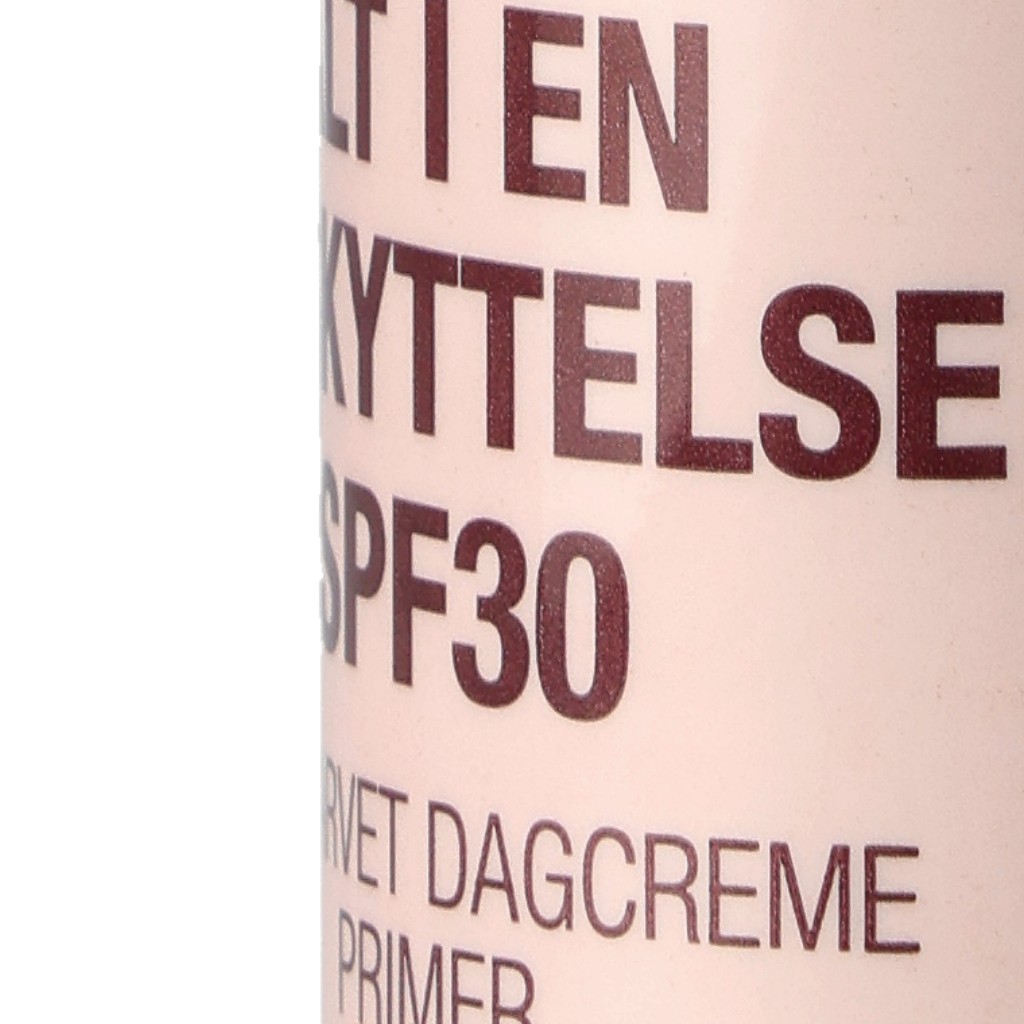 LT I EN
KYTTELSE
SPF30
RVET DAGCREME
PRIMER